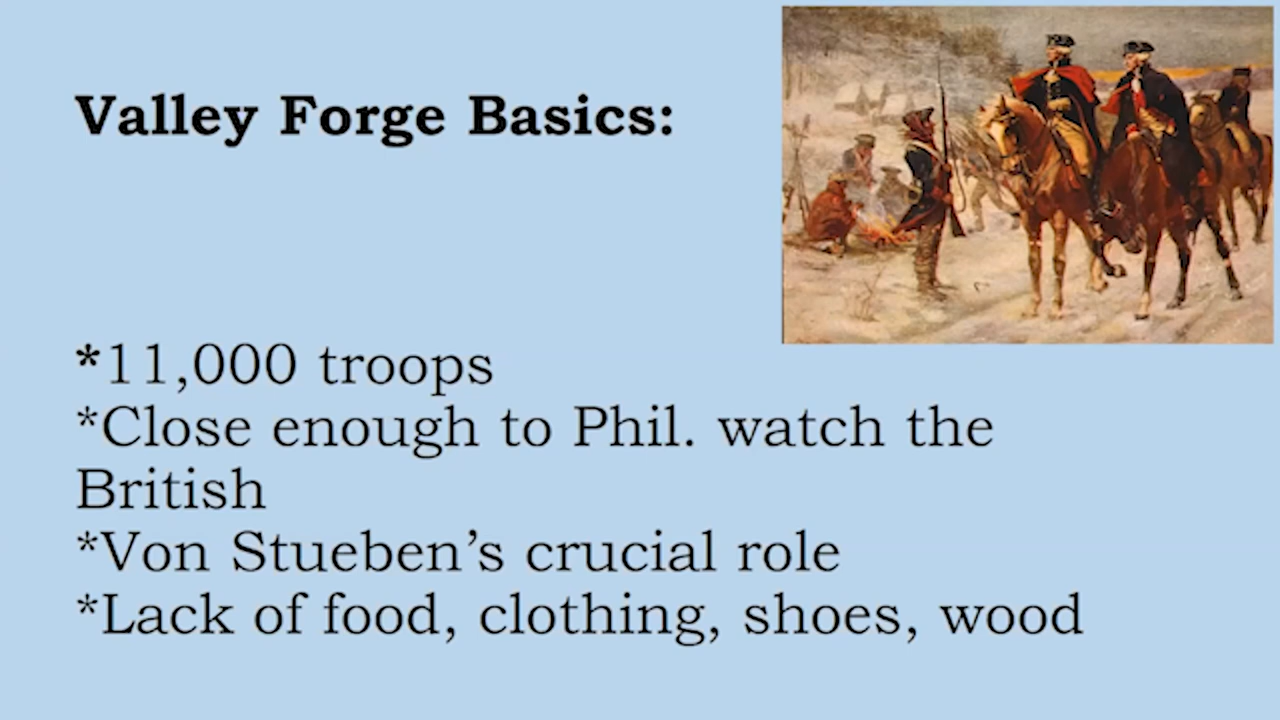 Valley Forge Basics:
*11,000 troops
*Close enough to Phil. watch the
British
*Von Stueben’s crucial role
*Lack of food, clothing, shoes, wood